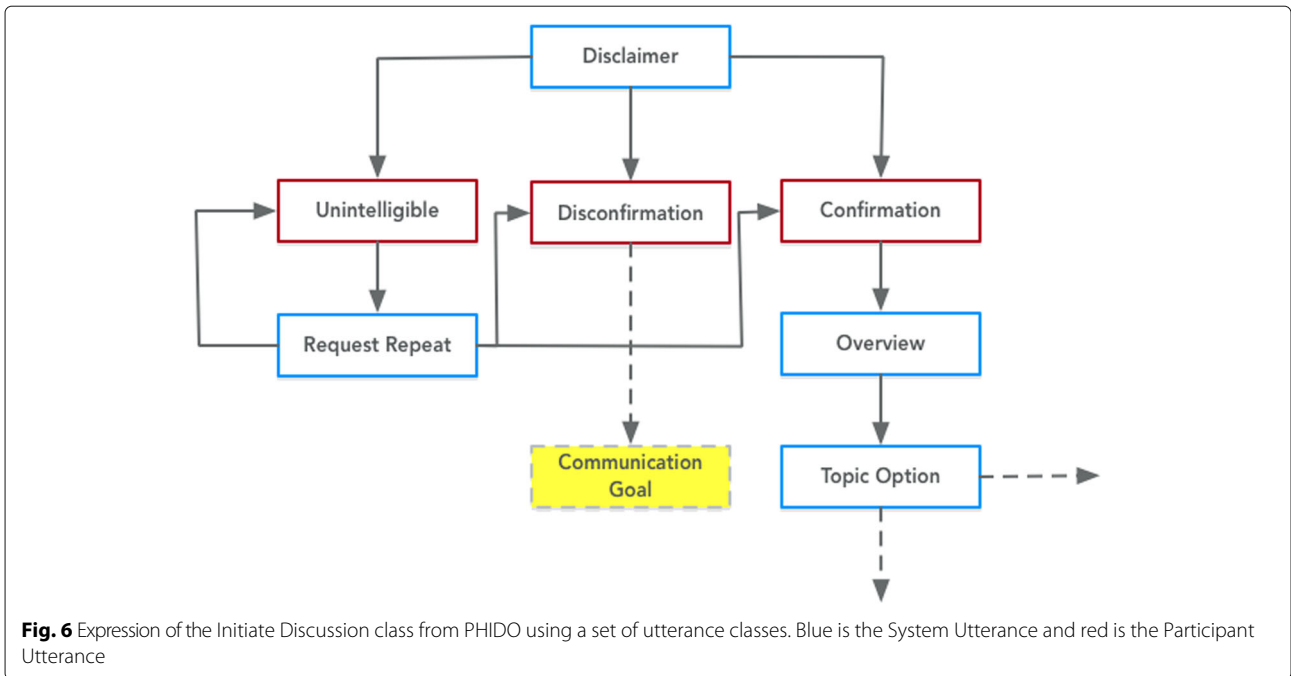 Disclaimer
Unintelligible
Disconfirmation
Confirmation
Request Repeat
Overview
Communication
Goal
Topic Option
Fig. 6 Expression of the Initiate Discussion class from PHIDO using a set of utterance classes. Blue is the System Utterance and red is the Participant
Utterance